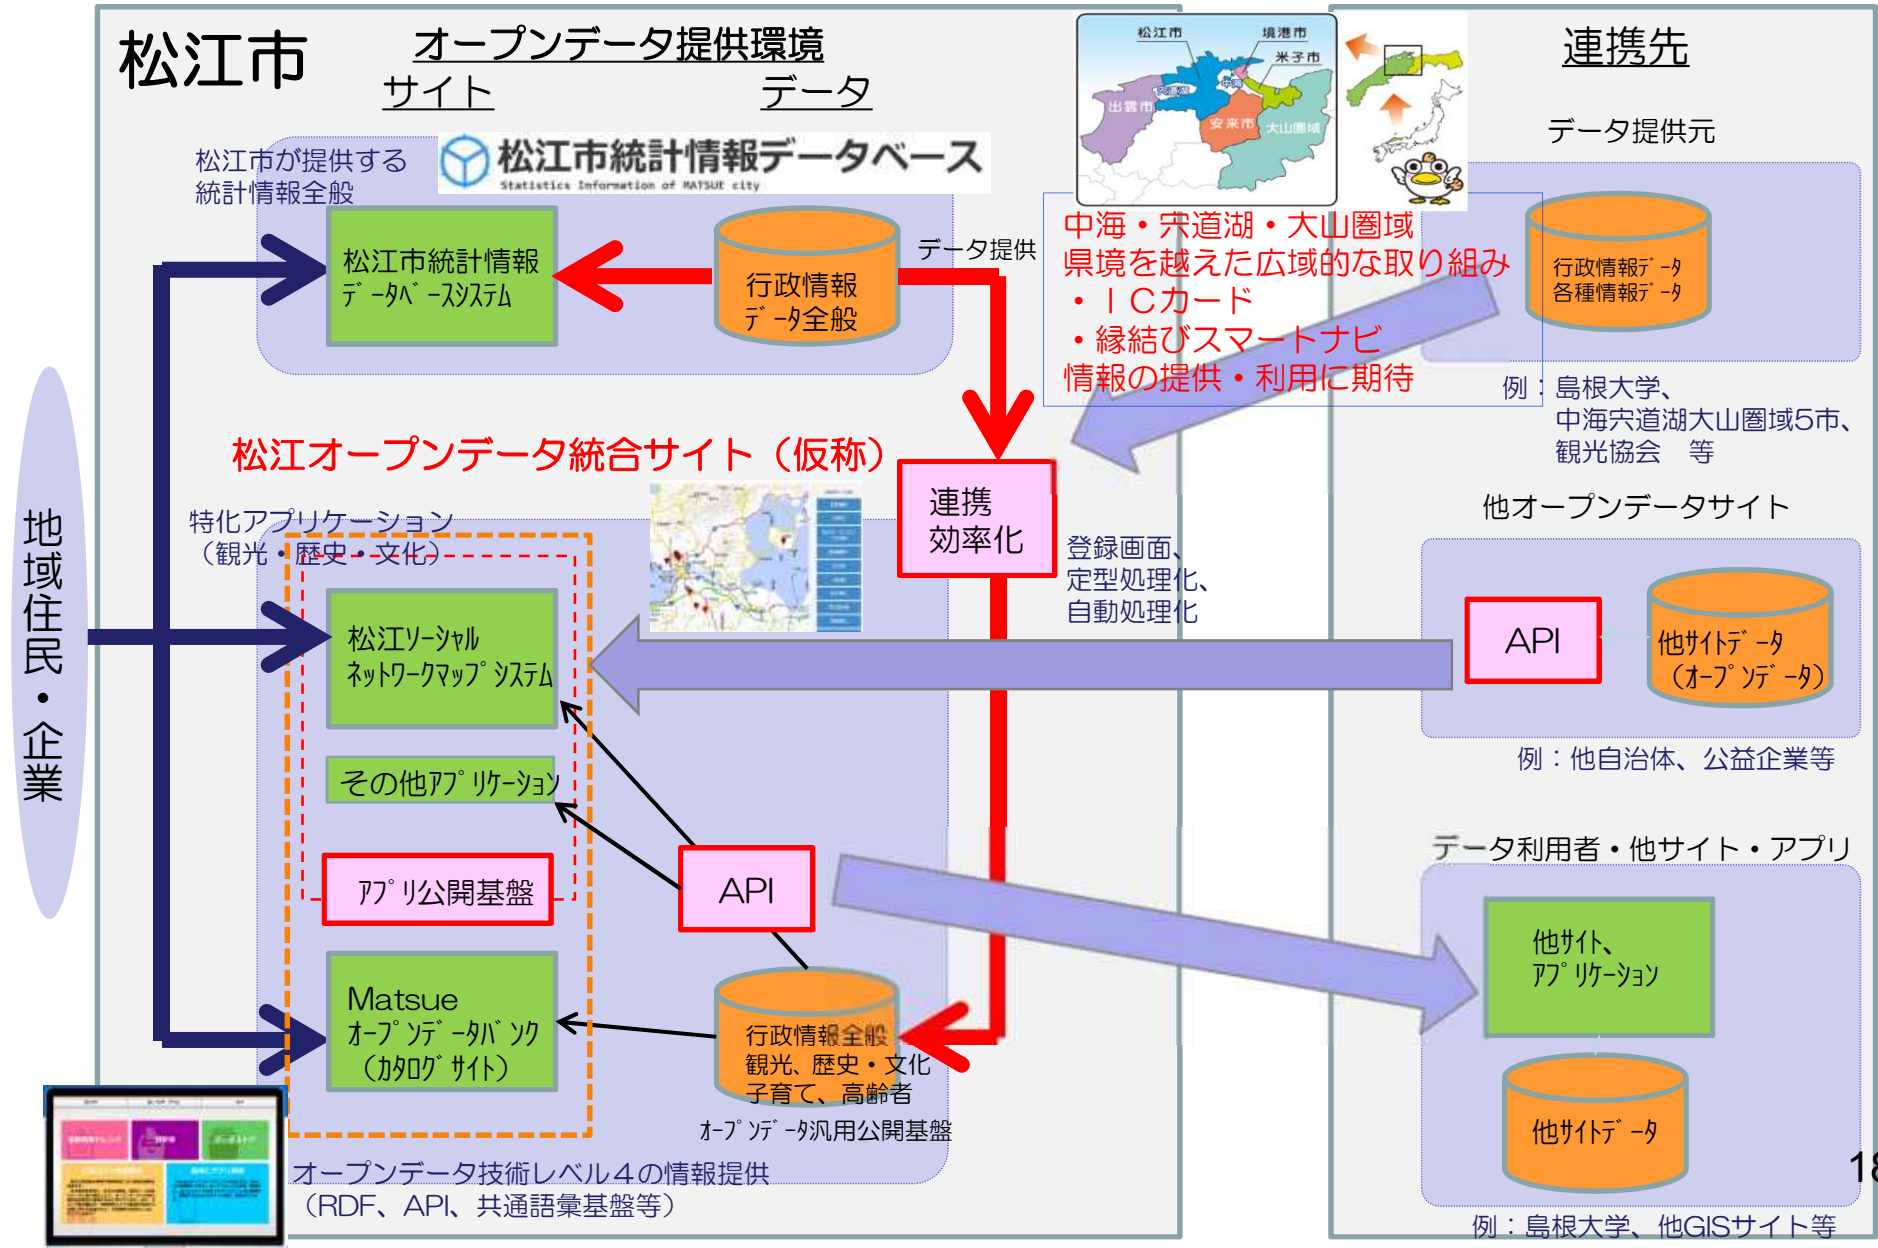 松江市
オープンデータ提供環境
サイト
データ
連携先
松江市
境港市
米子市
中海
宍道湖
出雲市
安来市
大山圏域
データ提供元
松江市が提供する
統計情報全般
松江市統計情報データベース
Statistics Information of MATSUE city
松江市統計情報
データベースシステム
行政情報
データ全般
データ提供
中海・宍道湖・大山圏域
県境を越えた広域的な取り組み
・ICカード
・縁結びスマートナビ
情報の提供・利用に期待
行政情報データ
各種情報データ
例：島根大学、
中海宍道湖大山圏域5市、
観光協会　等
松江オープンデータ統合サイト（仮称）
連携
効率化
登録画面、
定型処理化、
自動処理化
他オープンデータサイト
API
他サイトデータ
（オープンデータ）
例：他自治体、公益企業等
地域住民・企業
特化アプリケーション
（観光・歴史・文化）
松江ソーシャル
ネットワークマップシステム
その他アプリケーション
アプリ公開基盤
API
Matsue
オープンデータバンク
（カタログサイト）
行政情報全般
観光、歴史・文化
子育て、高齢者
オープンデータ汎用公開基盤
オープンデータ技術レベル４の情報提供
（RDF、API、共通語彙基盤等）
データ利用者・他サイト・アプリ
他サイト、
アプリケーション
他サイトデータ
例：島根大学、他GISサイト等
18